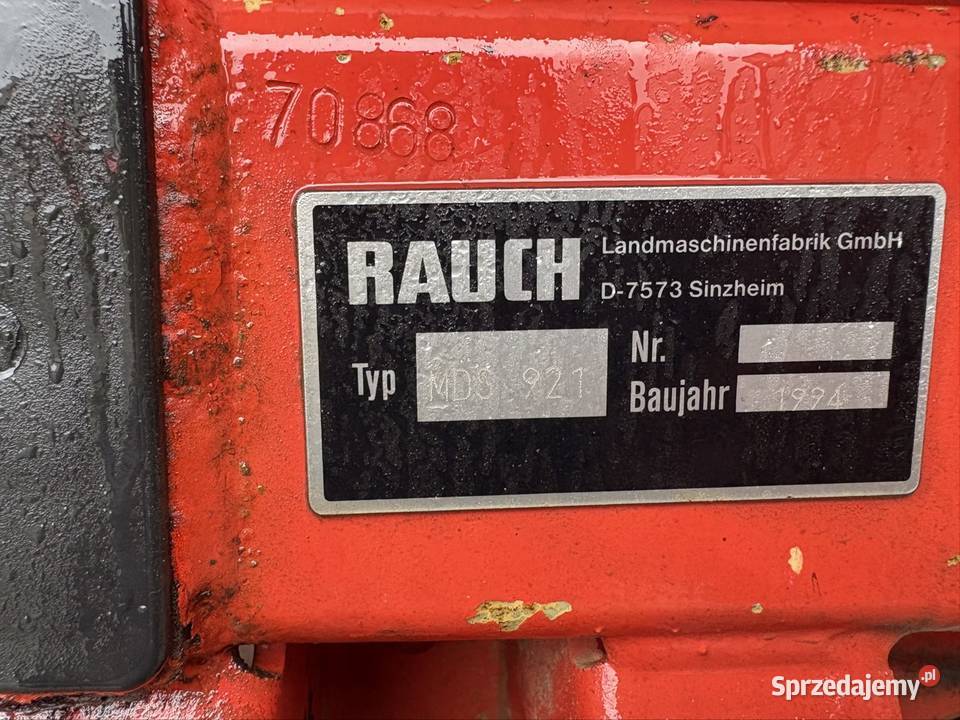 70868
RAUCH
Landmaschinenfabrik GmbH
D-7573 Sinzheim
Typ MDS 921
Nr.
Baujahr 1994
Sprzedajemy.pl